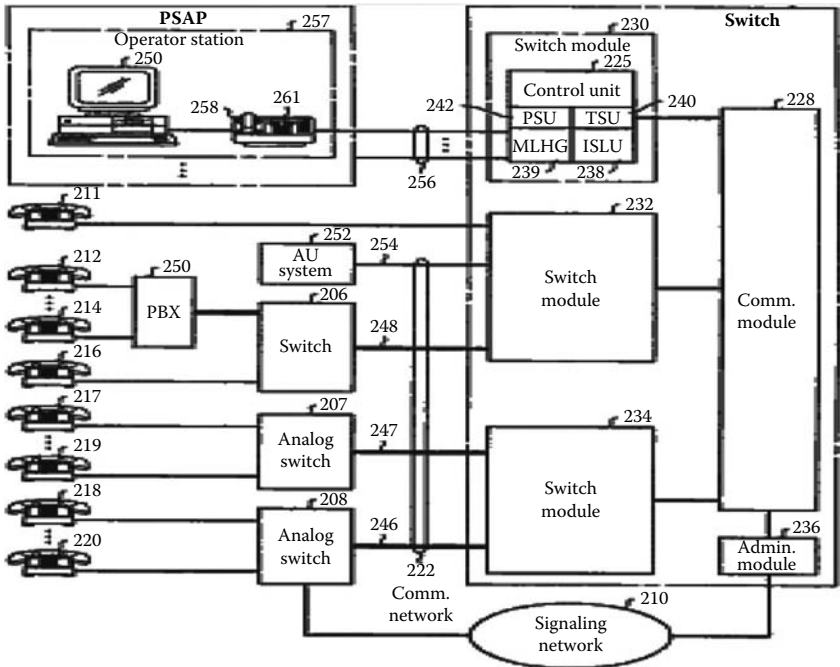 PSAP
257
Operator station
250
258
261
256
Switch
230
Switch module
225
Control unit
242
240
PSU
TSU
MLHG
ISLU
239
238
228
Comm.
module
211
232
Switch
module
252
AU
system
254
212
250
PBX
214
206
Switch
248
216
217
207
Analog
switch
247
219
234
Switch
module
218
208
Analog
switch
246
220
222
Comm.
network
236
Admin.
module
210
Signaling
network